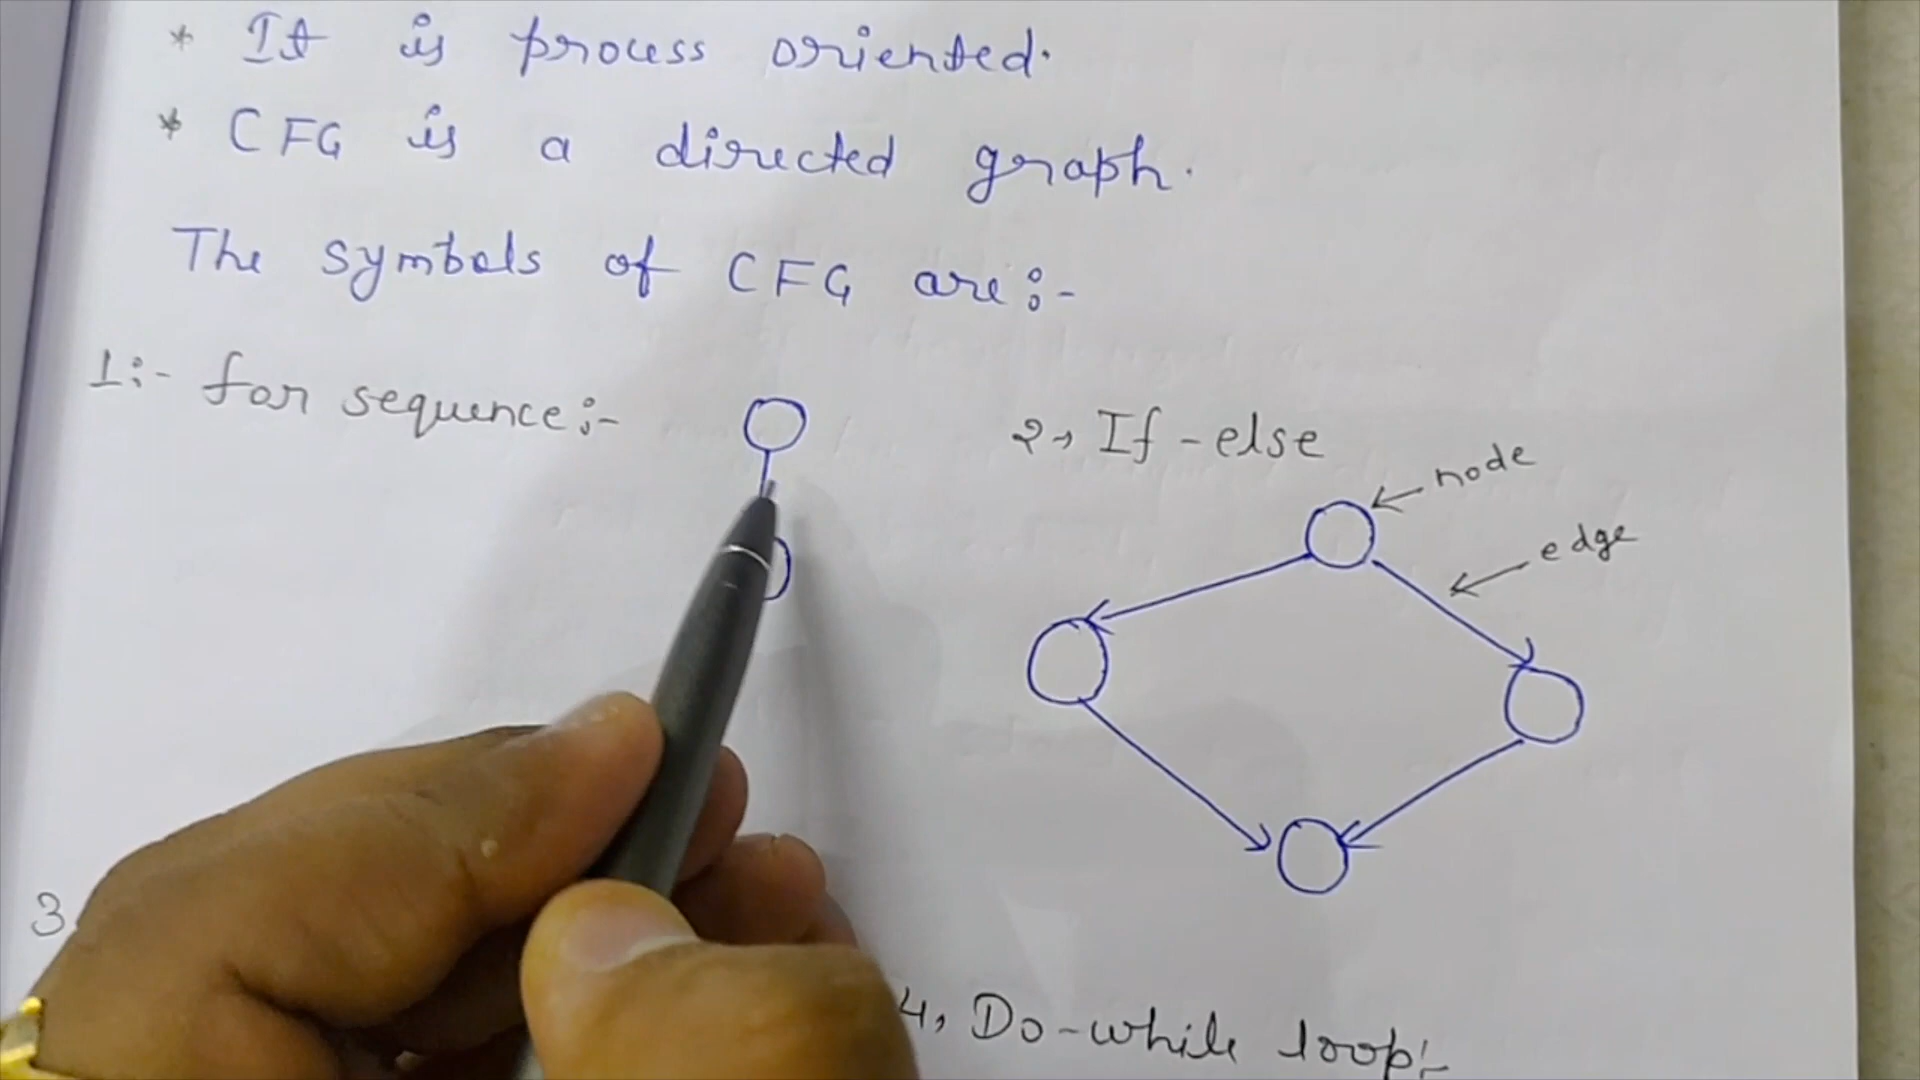 * It is process oriented.
* CFG is a directed graph.
The symbols of CFG are:-
1:- for sequence:-
2, If-else
node
edge
3
4, Do-while loop:-